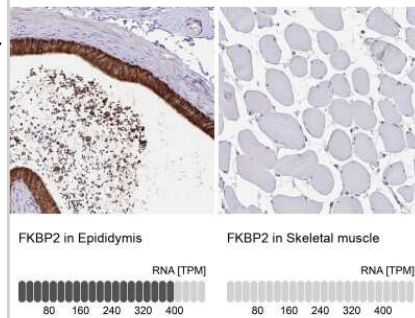 FKBP2 in Epididymis
RNA [TPM]
80 160 240 320 400
FKBP2 in Skeletal muscle
RNA [TPM]
80 160 240 320 400